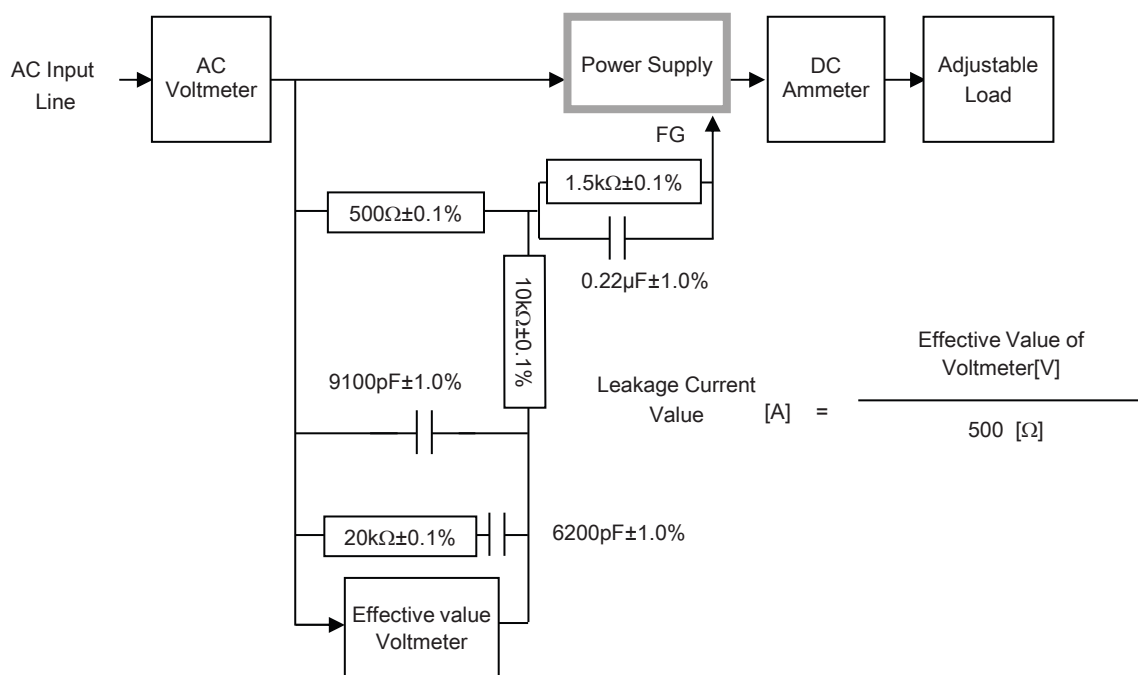 AC Input
Line
AC
Voltmeter
Power Supply
DC
Ammeter
Adjustable
Load
FG
1.5kΩ±0.1%
500Ω±0.1%
0.22μF±1.0%
10kΩ±0.1%
9100pF±1.0%
Leakage Current
Value
[A] =
Effective Value of
Voltmeter[V]
500 [Ω]
20kΩ±0.1%
6200pF±1.0%
Effective value
Voltmeter